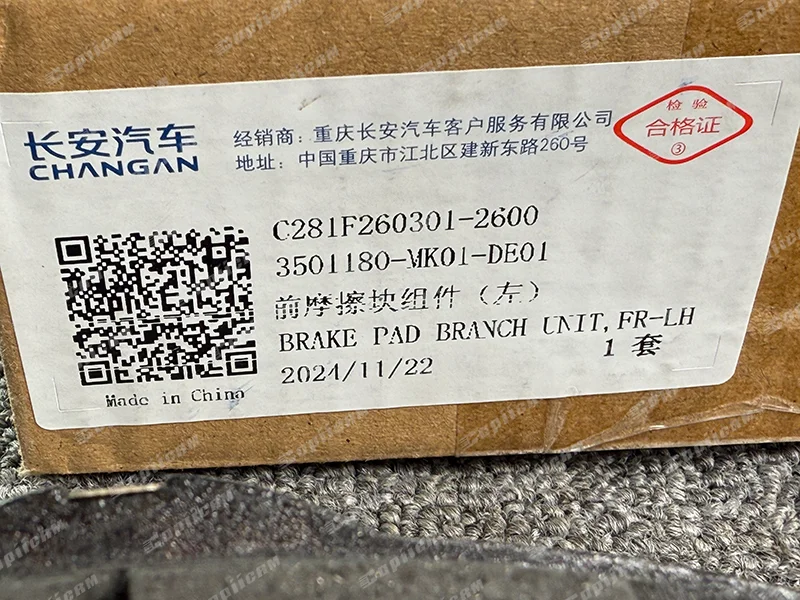 长安汽车
CHANGAN
经销商：重庆长安汽车客户服务有限公司
地址：中国重庆市江北区建新东路260号
检验
合格证
③
C281F260301-2600
3501180-MK01-DE01
前摩擦块组件（左）
BRAKE PAD BRANCH UNIT,FR-LH
1 套
2024/11/22
Made in China